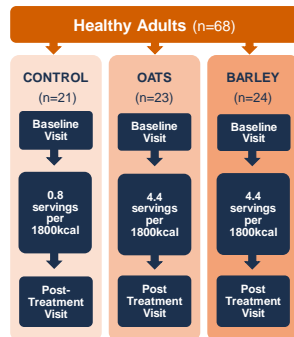 Healthy Adults (n=68)
CONTROL
(n=21)
Baseline
Visit
0.8
servings
per
1800kcal
Post-
Treatment
Visit
OATS
(n=23)
Baseline
Visit
4.4
servings
per
1800kcal
Post
Treatment
Visit
BARLEY
(n=24)
Baseline
Visit
4.4
servings
per
1800kcal
Post
Treatment
Visit